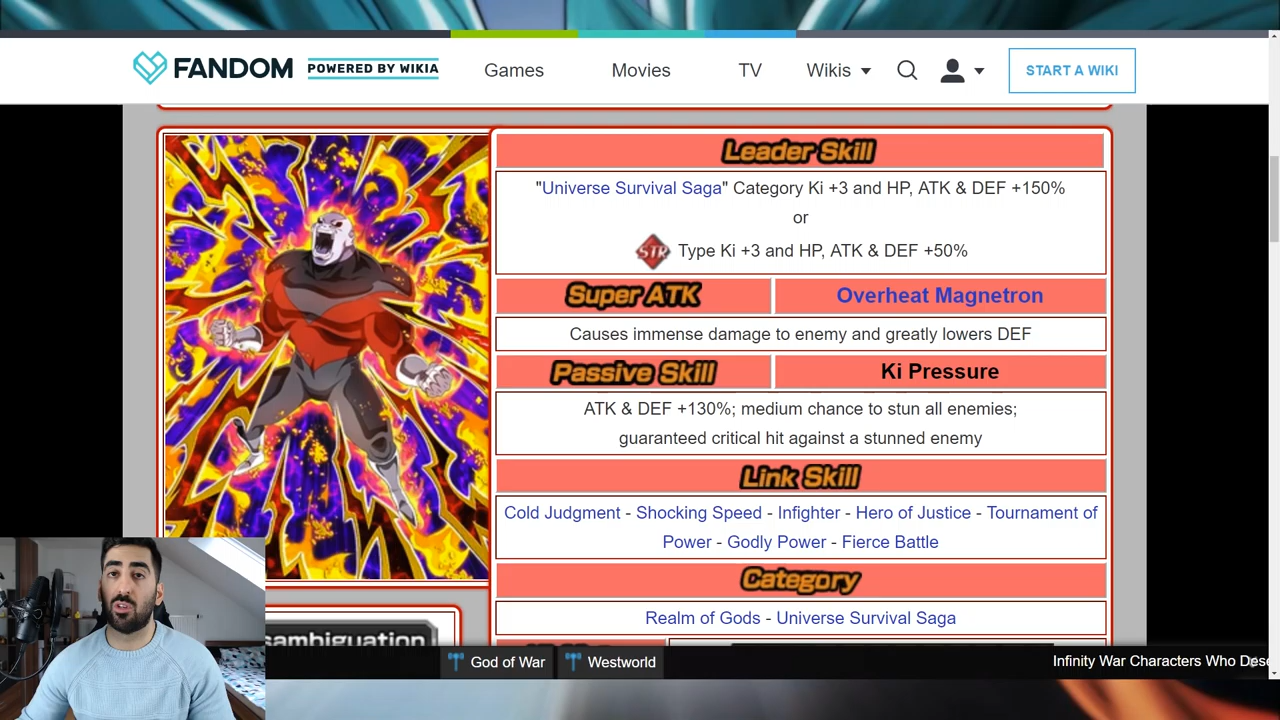 FANDOM POWERED BY WIKIA Games Movies TV Wikis START A WIKI
Leader Skill
"Universe Survival Saga" Category Ki +3 and HP, ATK & DEF +150%
or
STR Type Ki +3 and HP, ATK & DEF +50%
Super ATK Overheat Magnetron
Causes immense damage to enemy and greatly lowers DEF
Passive Skill Ki Pressure
ATK & DEF +130%; medium chance to stun all enemies;
guaranteed critical hit against a stunned enemy
Link Skill
Cold Judgment - Shocking Speed - Infighter - Hero of Justice - Tournament of
Power - Godly Power - Fierce Battle
Category
Realm of Gods - Universe Survival Saga
sambiguation
God of War Westworld Infinity War Characters Who Dese